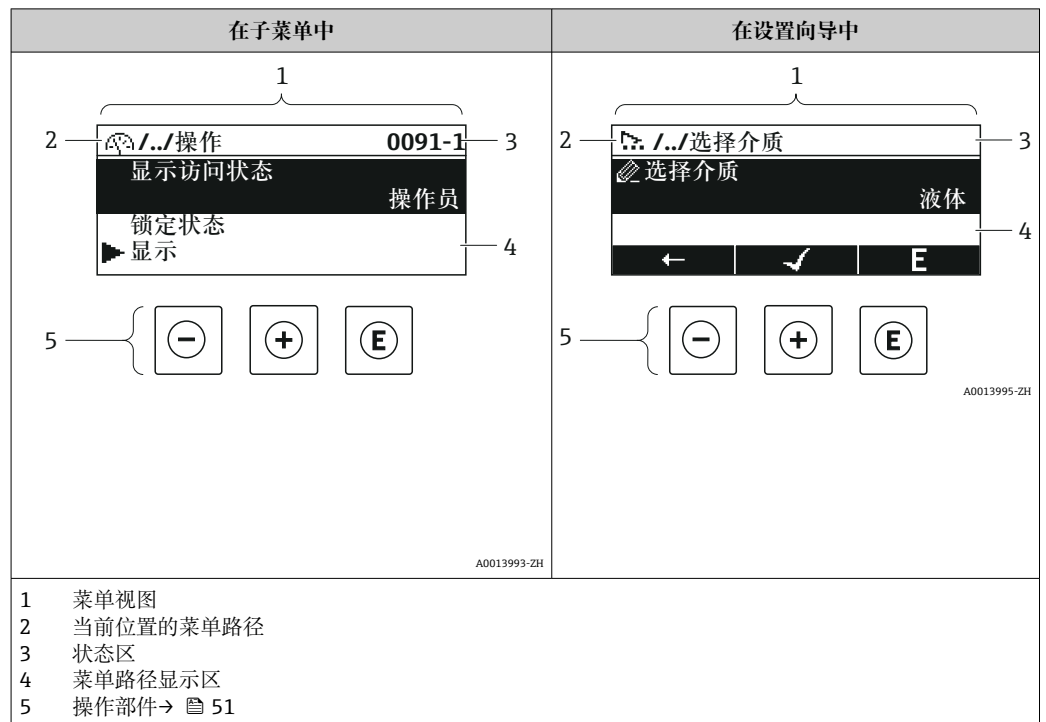 在子菜单中
在设置向导中
1
2
/../操作 0091-1
3
显示访问状态
操作员
锁定状态
显示
4
5
- + E
A0013993-ZH
1
2
/../选择介质
3
选择介质
液体
4
← ✓ E
5
- + E
A0013995-ZH
1 菜单视图
2 当前位置的菜单路径
3 状态区
4 菜单路径显示区
5 操作部件→ 51